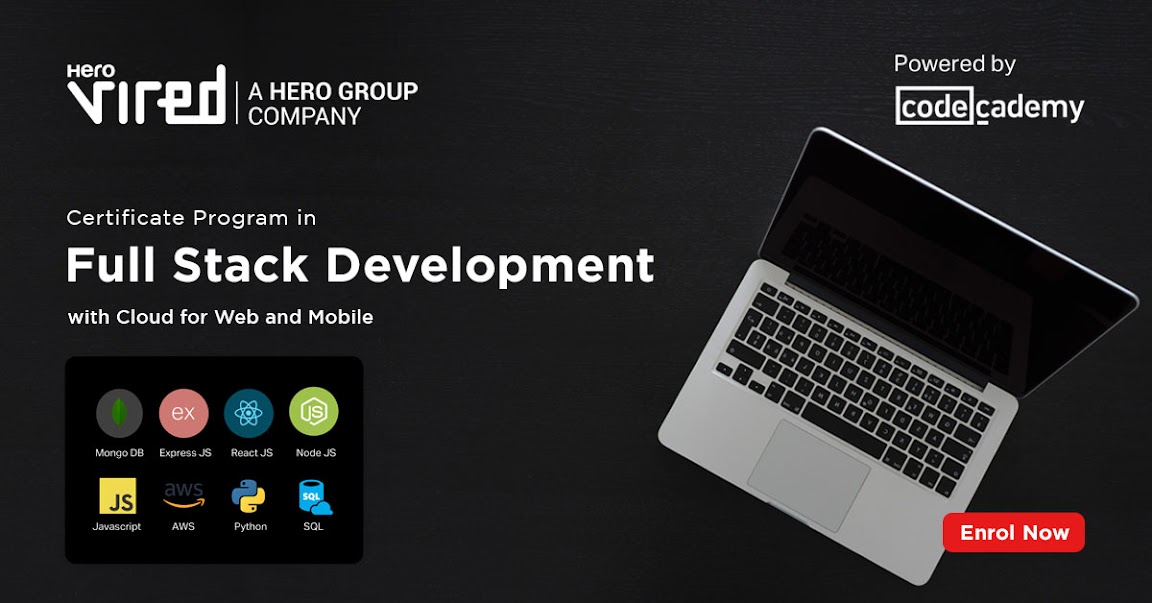 Hero
vired
A HERO GROUP
COMPANY
Powered by
codecademy
Certificate Program in
Full Stack Development
with Cloud for Web and Mobile
ex
JS
Mongo DB
Express JS
React JS
Node JS
JS
aws
SQL
Javascript
AWS
Python
SQL
Enrol Now